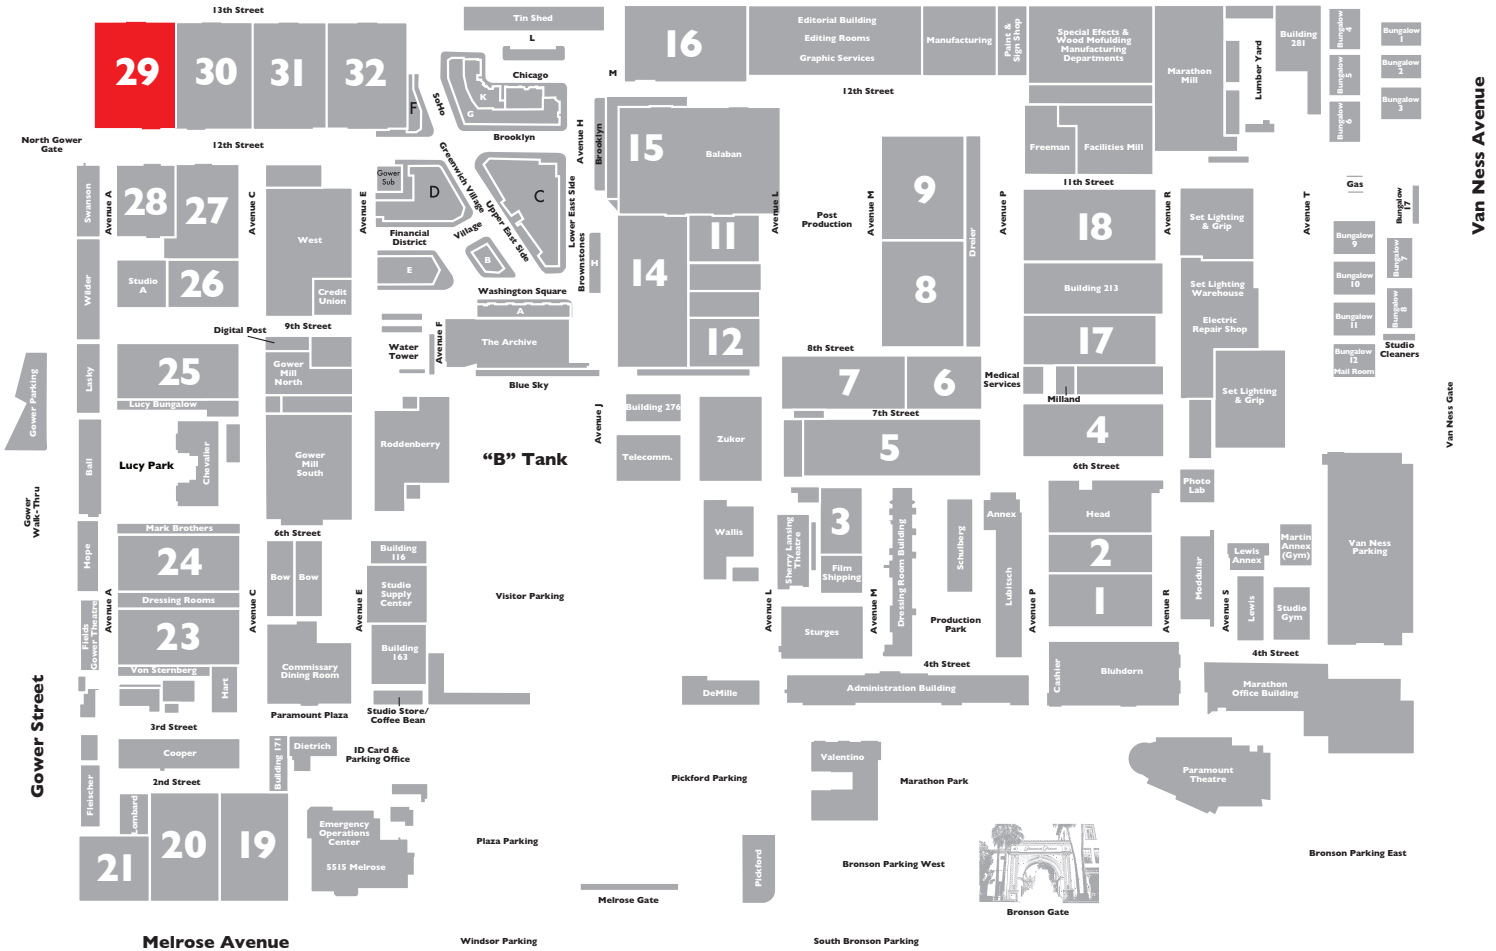 13th Street
29
30
31
32
F
SoHo
Tin Shed
L
Chicago
K
G
Brooklyn
M
16
Editorial Building
Editing Rooms
Graphic Services
Manufacturing
Paint &
Sign Shop
Special Efects &
Wood Mofulding
Manufacturing
Departments
Marathon
Mill
Lumber Yard
Building
281
Bungalow
4
Bungalow
5
Bungalow
6
Bungalow
1
Bungalow
2
Bungalow
3
Van Ness Avenue
12th Street
North Gower
Gate
12th Street
Swanson
Avenue A
28
27
Avenue C
West
Avenue E
Gower
Sub
D
Financial
District
Greenwich Village
Village
Upper East Side
C
B
E
Lower East Side
Avenue H
Brooklyn
Brownstones
H
15
Balaban
Avenue L
Post
Production
Avenue M
9
8
Dreier
Avenue P
Freeman
Facilities Mill
11th Street
18
Avenue R
Set Lighting
& Grip
Avenue T
Gas
Bungalow
17
Bungalow
9
Bungalow
7
Bungalow
10
Bungalow
8
Bungalow
11
Studio
Cleaners
Bungalow
12
Mail Room
Wilder
Studio
A
26
Credit
Union
9th Street
Digital Post
Washington Square
A
The Archive
Water
Tower
Avenue F
Blue Sky
14
11
12
Building 213
Set Lighting
Warehouse
Electric
Repair Shop
17
8th Street
7
6
Medical
Services
Milland
7th Street
Set Lighting
& Grip
Van Ness Gate
Gower Parking
Lasky
25
Lucy Bungalow
Gower
Mill
North
Ball
Lucy Park
Chevalier
Gower
Mill
South
Roddenberry
"B" Tank
Avenue J
Building 276
Telecomm.
Zukor
5
4
6th Street
Photo
Lab
Gower
Walk-Thru
Mark Brothers
6th Street
Hope
24
Dressing Rooms
Avenue A
Avenue C
Bow
Bow
Avenue E
Building
116
Studio
Supply
Center
Visitor Parking
Wallis
Sherry Lansing
Theatre
3
Film
Shipping
Avenue L
Avenue M
Dressing Room Building
Schulberg
Annex
Lubitsch
Production
Park
Avenue P
Head
2
1
Avenue R
Moddular
Avenue S
Lewis
Annex
Lewis
Martin
Annex
(Gym)
Studio
Gym
Van Ness
Parking
Fields
Gower Theatre
23
Von Sternberg
Hart
Commissary
Dining Room
Building
163
Sturges
4th Street
4th Street
DeMille
Administration Building
Cashier
Bluhdorn
Marathon
Office Building
Gower Street
3rd Street
Paramount Plaza
Studio Store/
Coffee Bean
Cooper
Building 171
Dietrich
ID Card &
Parking Office
2nd Street
Fleischer
Lombard
Valentino
Pickford Parking
Marathon Park
Paramount
Theatre
21
20
19
Emergency
Operations
Center
5515 Melrose
Plaza Parking
Pickford
Bronson Parking West
Bronson Parking East
Melrose Gate
Bronson Gate
Melrose Avenue
Windsor Parking
South Bronson Parking